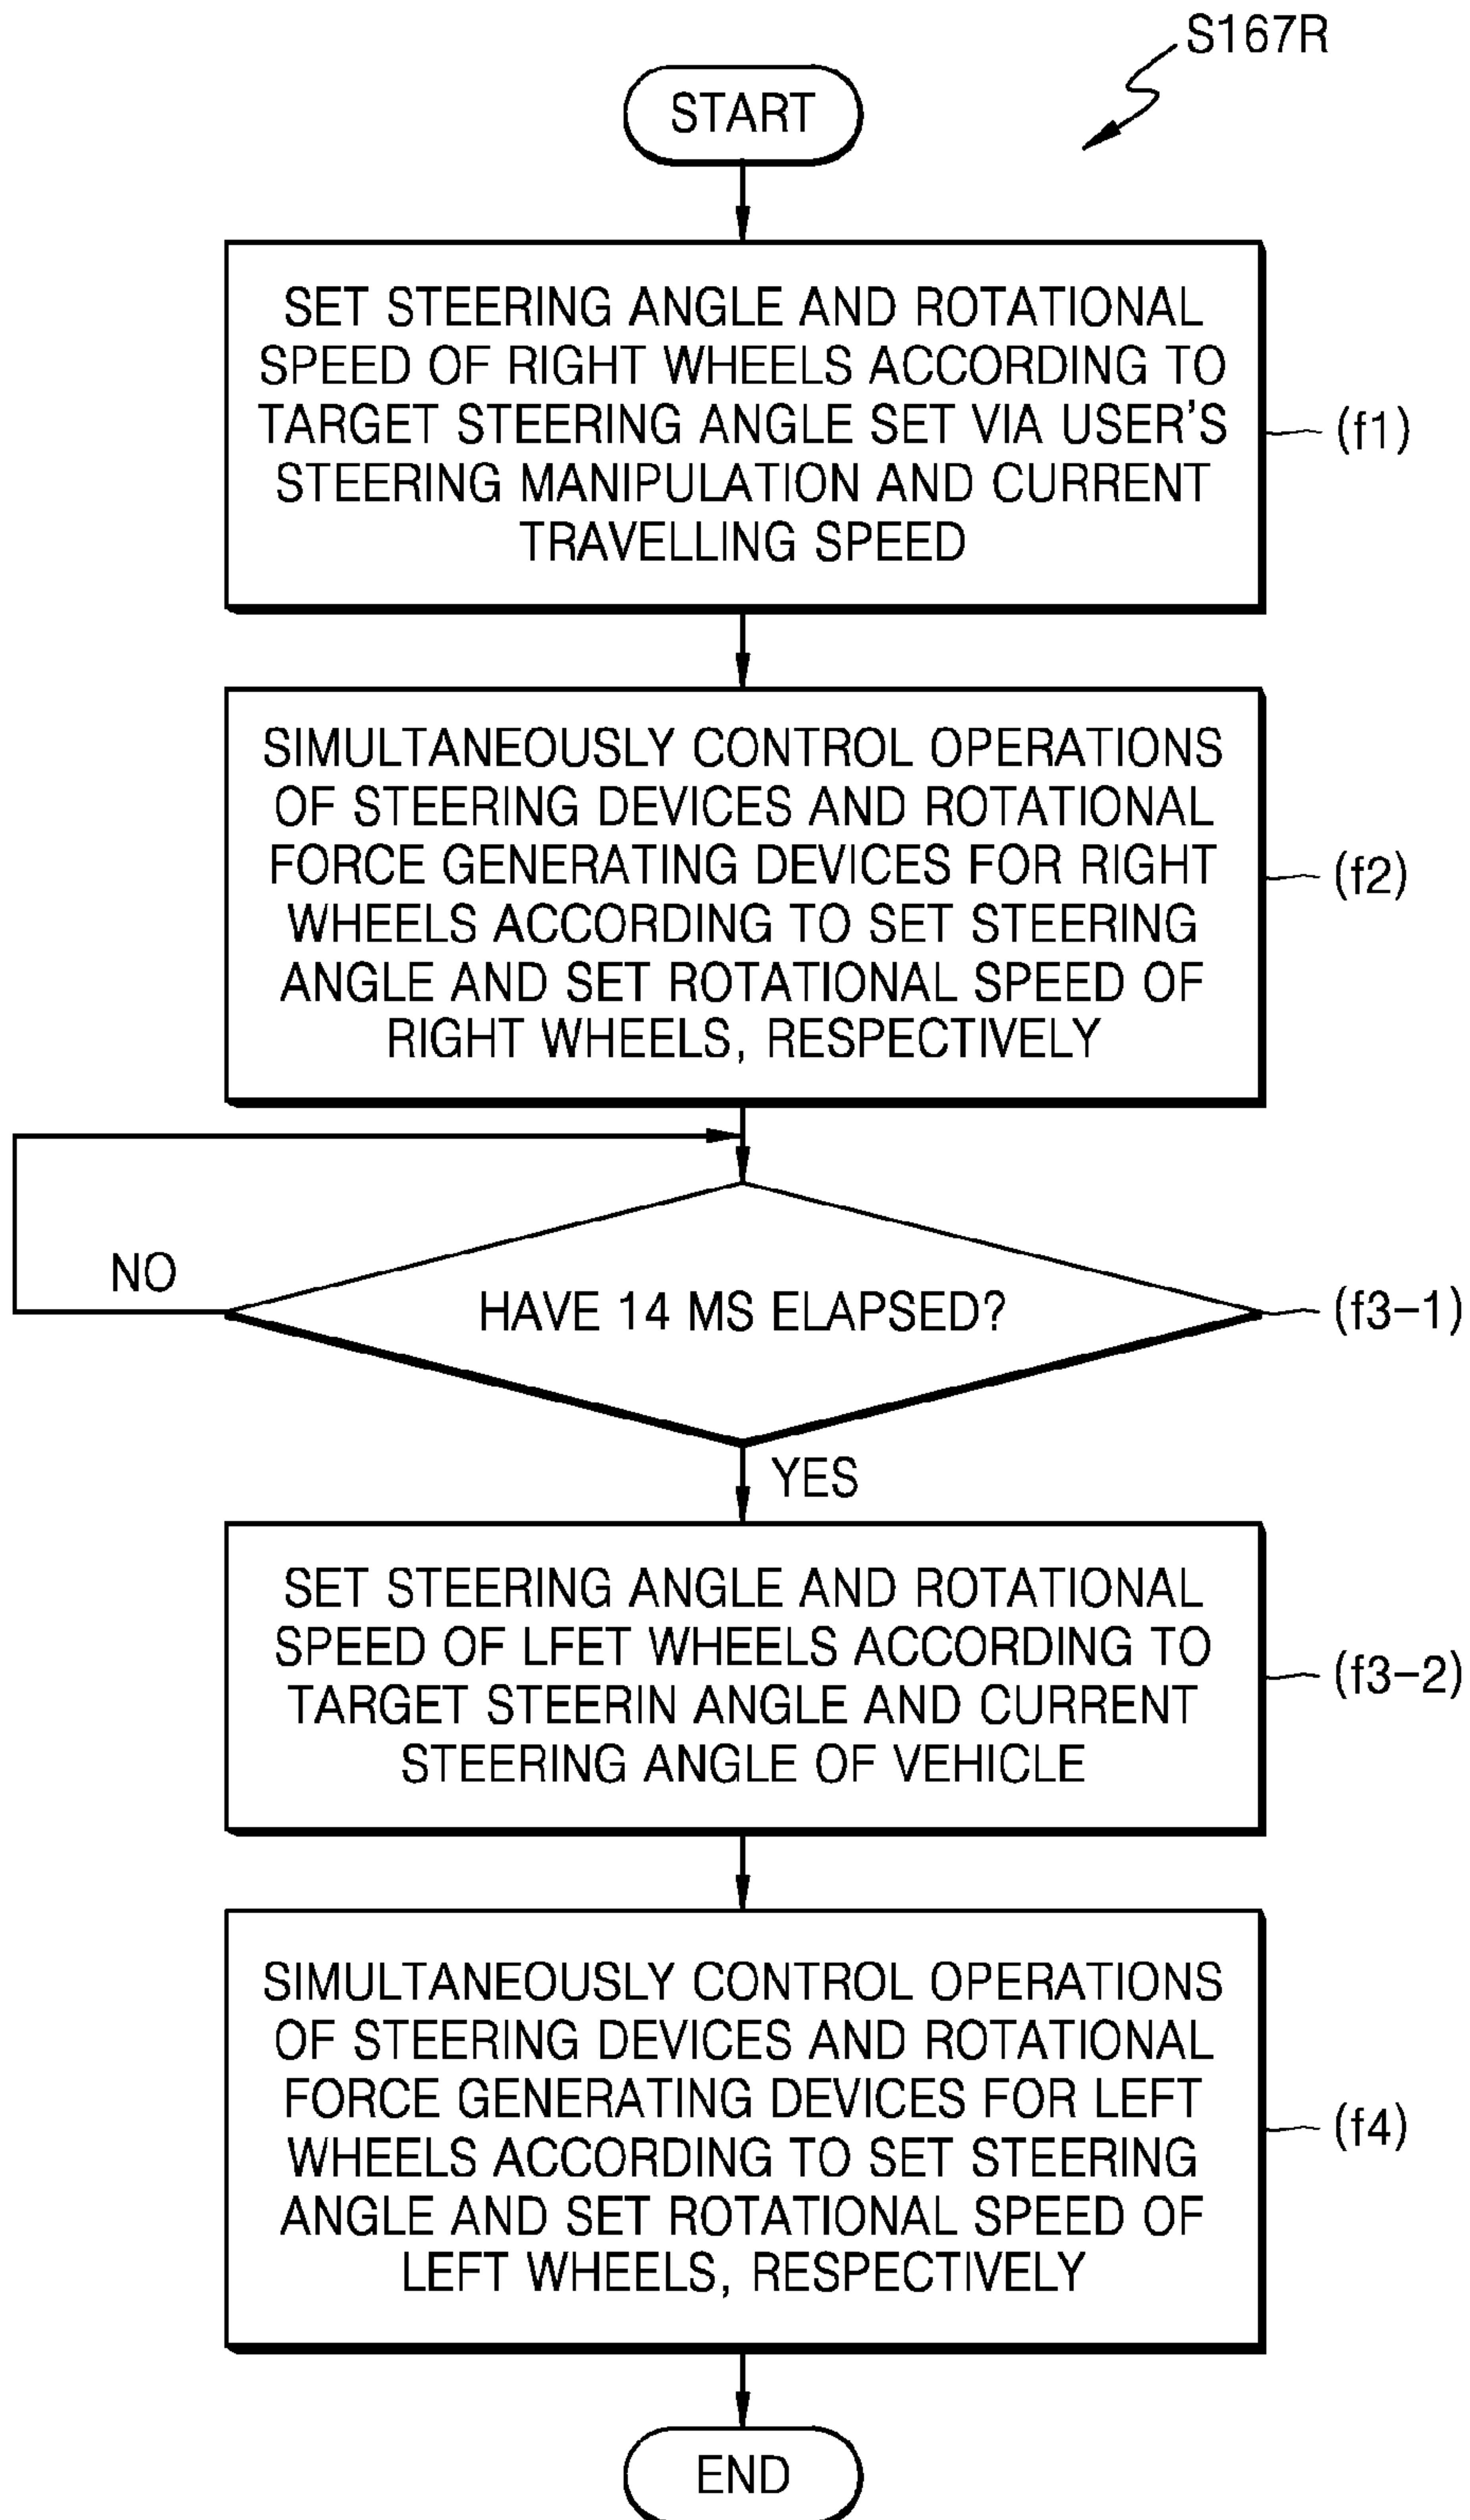 S167R
START
SET STEERING ANGLE AND ROTATIONAL
SPEED OF RIGHT WHEELS ACCORDING TO
TARGET STEERING ANGLE SET VIA USER'S
STEERING MANIPULATION AND CURRENT
TRAVELLING SPEED
(f1)
SIMULTANEOUSLY CONTROL OPERATIONS
OF STEERING DEVICES AND ROTATIONAL
FORCE GENERATING DEVICES FOR RIGHT
WHEELS ACCORDING TO SET STEERING
ANGLE AND SET ROTATIONAL SPEED OF
RIGHT WHEELS, RESPECTIVELY
(f2)
NO
HAVE 14 MS ELAPSED?
(f3-1)
YES
SET STEERING ANGLE AND ROTATIONAL
SPEED OF LFET WHEELS ACCORDING TO
TARGET STEERIN ANGLE AND CURRENT
STEERING ANGLE OF VEHICLE
(f3-2)
SIMULTANEOUSLY CONTROL OPERATIONS
OF STEERING DEVICES AND ROTATIONAL
FORCE GENERATING DEVICES FOR LEFT
WHEELS ACCORDING TO SET STEERING
ANGLE AND SET ROTATIONAL SPEED OF
LEFT WHEELS, RESPECTIVELY
(f4)
END